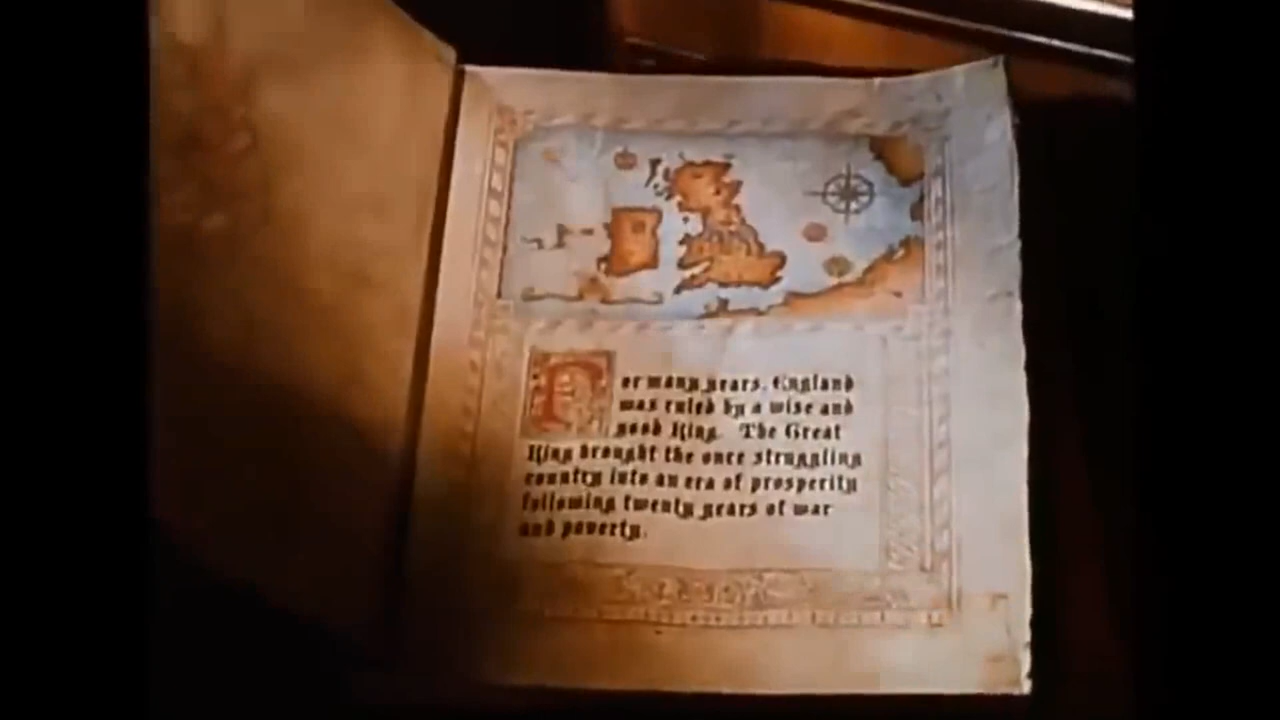 For many years, England
was ruled by a wise and
good King. The Great
King brought the once struggling
country into an era of prosperity
following twenty years of war
and poverty.